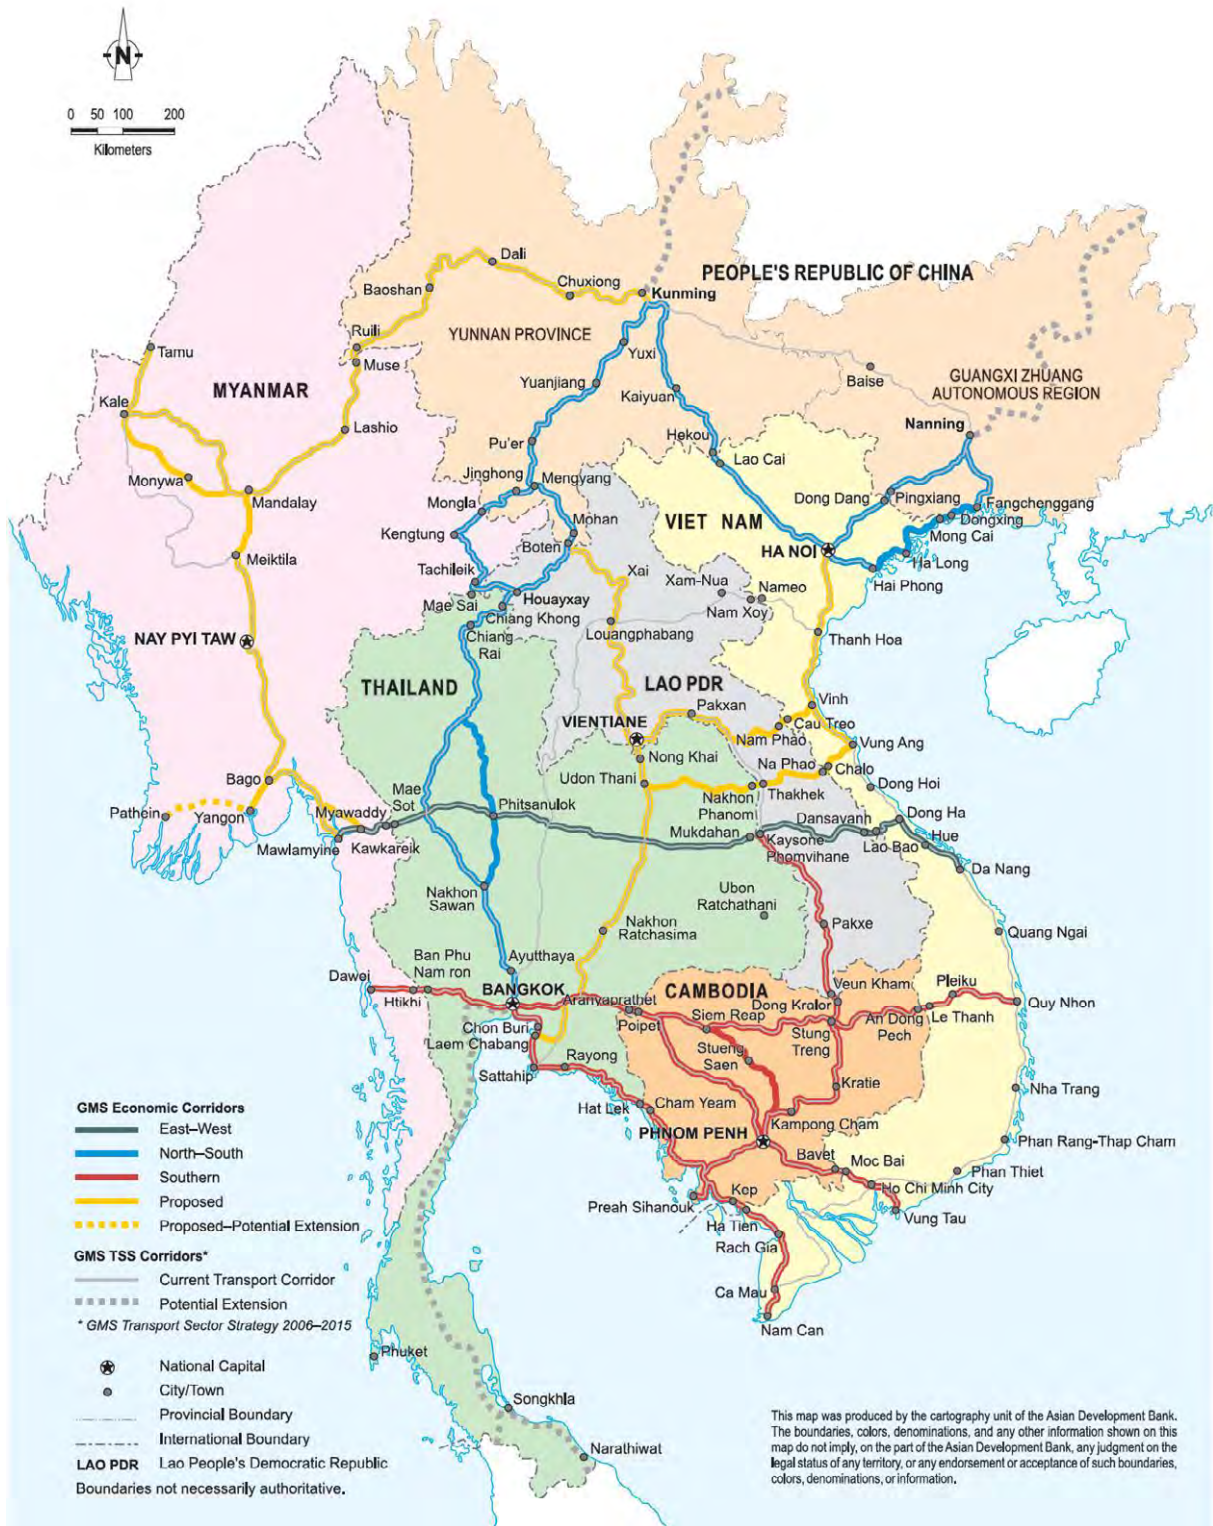 N
0 50 100 200
Kilometers
Dali
PEOPLE'S REPUBLIC OF CHINA
Baoshan
Chuxiong
Kunming
Ruili
YUNNAN PROVINCE
Tamu
Muse
Yuxi
MYANMAR
Yuanjiang
Baise
GUANGXI ZHUANG
AUTONOMOUS REGION
Kaiyuan
Kale
Lashio
Nanning
Pu'er
Hekou
Lao Cai
Jinghong
Mengyang
Monywa
Mandalay
Mongla
Dong Dang
Pingxiang
Fangchenggang
Dongxing
Mohan
VIET NAM
Mong Cai
Kengtung
Boten
HA NOI
Meiktila
Ha Long
Tachileik
Xai
Xam-Nua
Nameo
Hai Phong
Mae Sai
Houayxay
Nam Xoy
Chiang Khong
NAY PYI TAW
Chiang
Rai
Louangphabang
Thanh Hoa
THAILAND
LAO PDR
Pakxan
Vinh
VIENTIANE
Cau Treo
Nam Phao
Vung Ang
Nong Khai
Na Phao
Chalo
Bago
Udon Thani
Dong Hoi
Mae
Sot
Nakhon
Phanom
Thakhek
Pathein
Yangon
Myawaddy
Phitsanulok
Dansavanh
Dong Ha
Mukdahan
Kaysone
Phomvihane
Hue
Mawlamyine
Kawkareik
Lao Bao
Da Nang
Nakhon
Sawan
Ubon
Ratchathani
Nakhon
Ratchasima
Pakxe
Quang Ngai
Ban Phu
Nam ron
Ayutthaya
Dawei
BANGKOK
CAMBODIA
Veun Kham
Pleiku
Htikhi
Aranyaprathet
Dong Kralor
Quy Nhon
Poipet
Siem Reap
An Dong
Pech
Le Thanh
Chon Buri
Laem Chabang
Stueng
Saen
Stung
Treng
Rayong
Sattahip
Kratie
Nha Trang
Hat Lek
Cham Yeam
Kampong Cham
PHNOM PENH
Phan Rang-Thap Cham
Bavet
Moc Bai
Phan Thiet
Kep
Ho Chi Minh City
Preah Sihanouk
Vung Tau
Ha Tien
Rach Gia
Ca Mau
Nam Can
Phuket
Songkhla
Narathiwat
GMS Economic Corridors
East–West
North–South
Southern
Proposed
Proposed–Potential Extension
GMS TSS Corridors*
Current Transport Corridor
Potential Extension
* GMS Transport Sector Strategy 2006–2015
National Capital
City/Town
Provincial Boundary
International Boundary
LAO PDR Lao People's Democratic Republic
Boundaries not necessarily authoritative.
This map was produced by the cartography unit of the Asian Development Bank.
The boundaries, colors, denominations, and any other information shown on this
map do not imply, on the part of the Asian Development Bank, any judgment on the
legal status of any territory, or any endorsement or acceptance of such boundaries,
colors, denominations, or information.